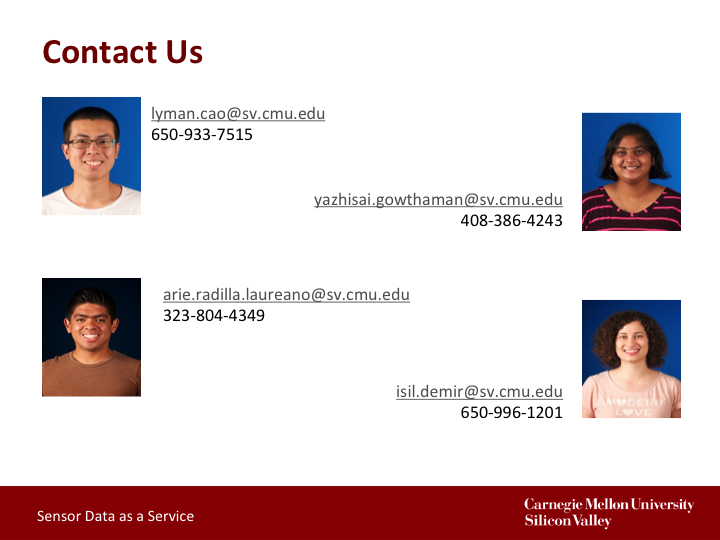 Contact Us
lyman.cao@sv.cmu.edu
650-933-7515
yazhisai.gowthaman@sv.cmu.edu
408-386-4243
arie.radilla.laureano@sv.cmu.edu
323-804-4349
isil.demir@sv.cmu.edu
650-996-1201
MODERN
LOVE
Sensor Data as a Service
Carnegie Mellon University
Silicon Valley